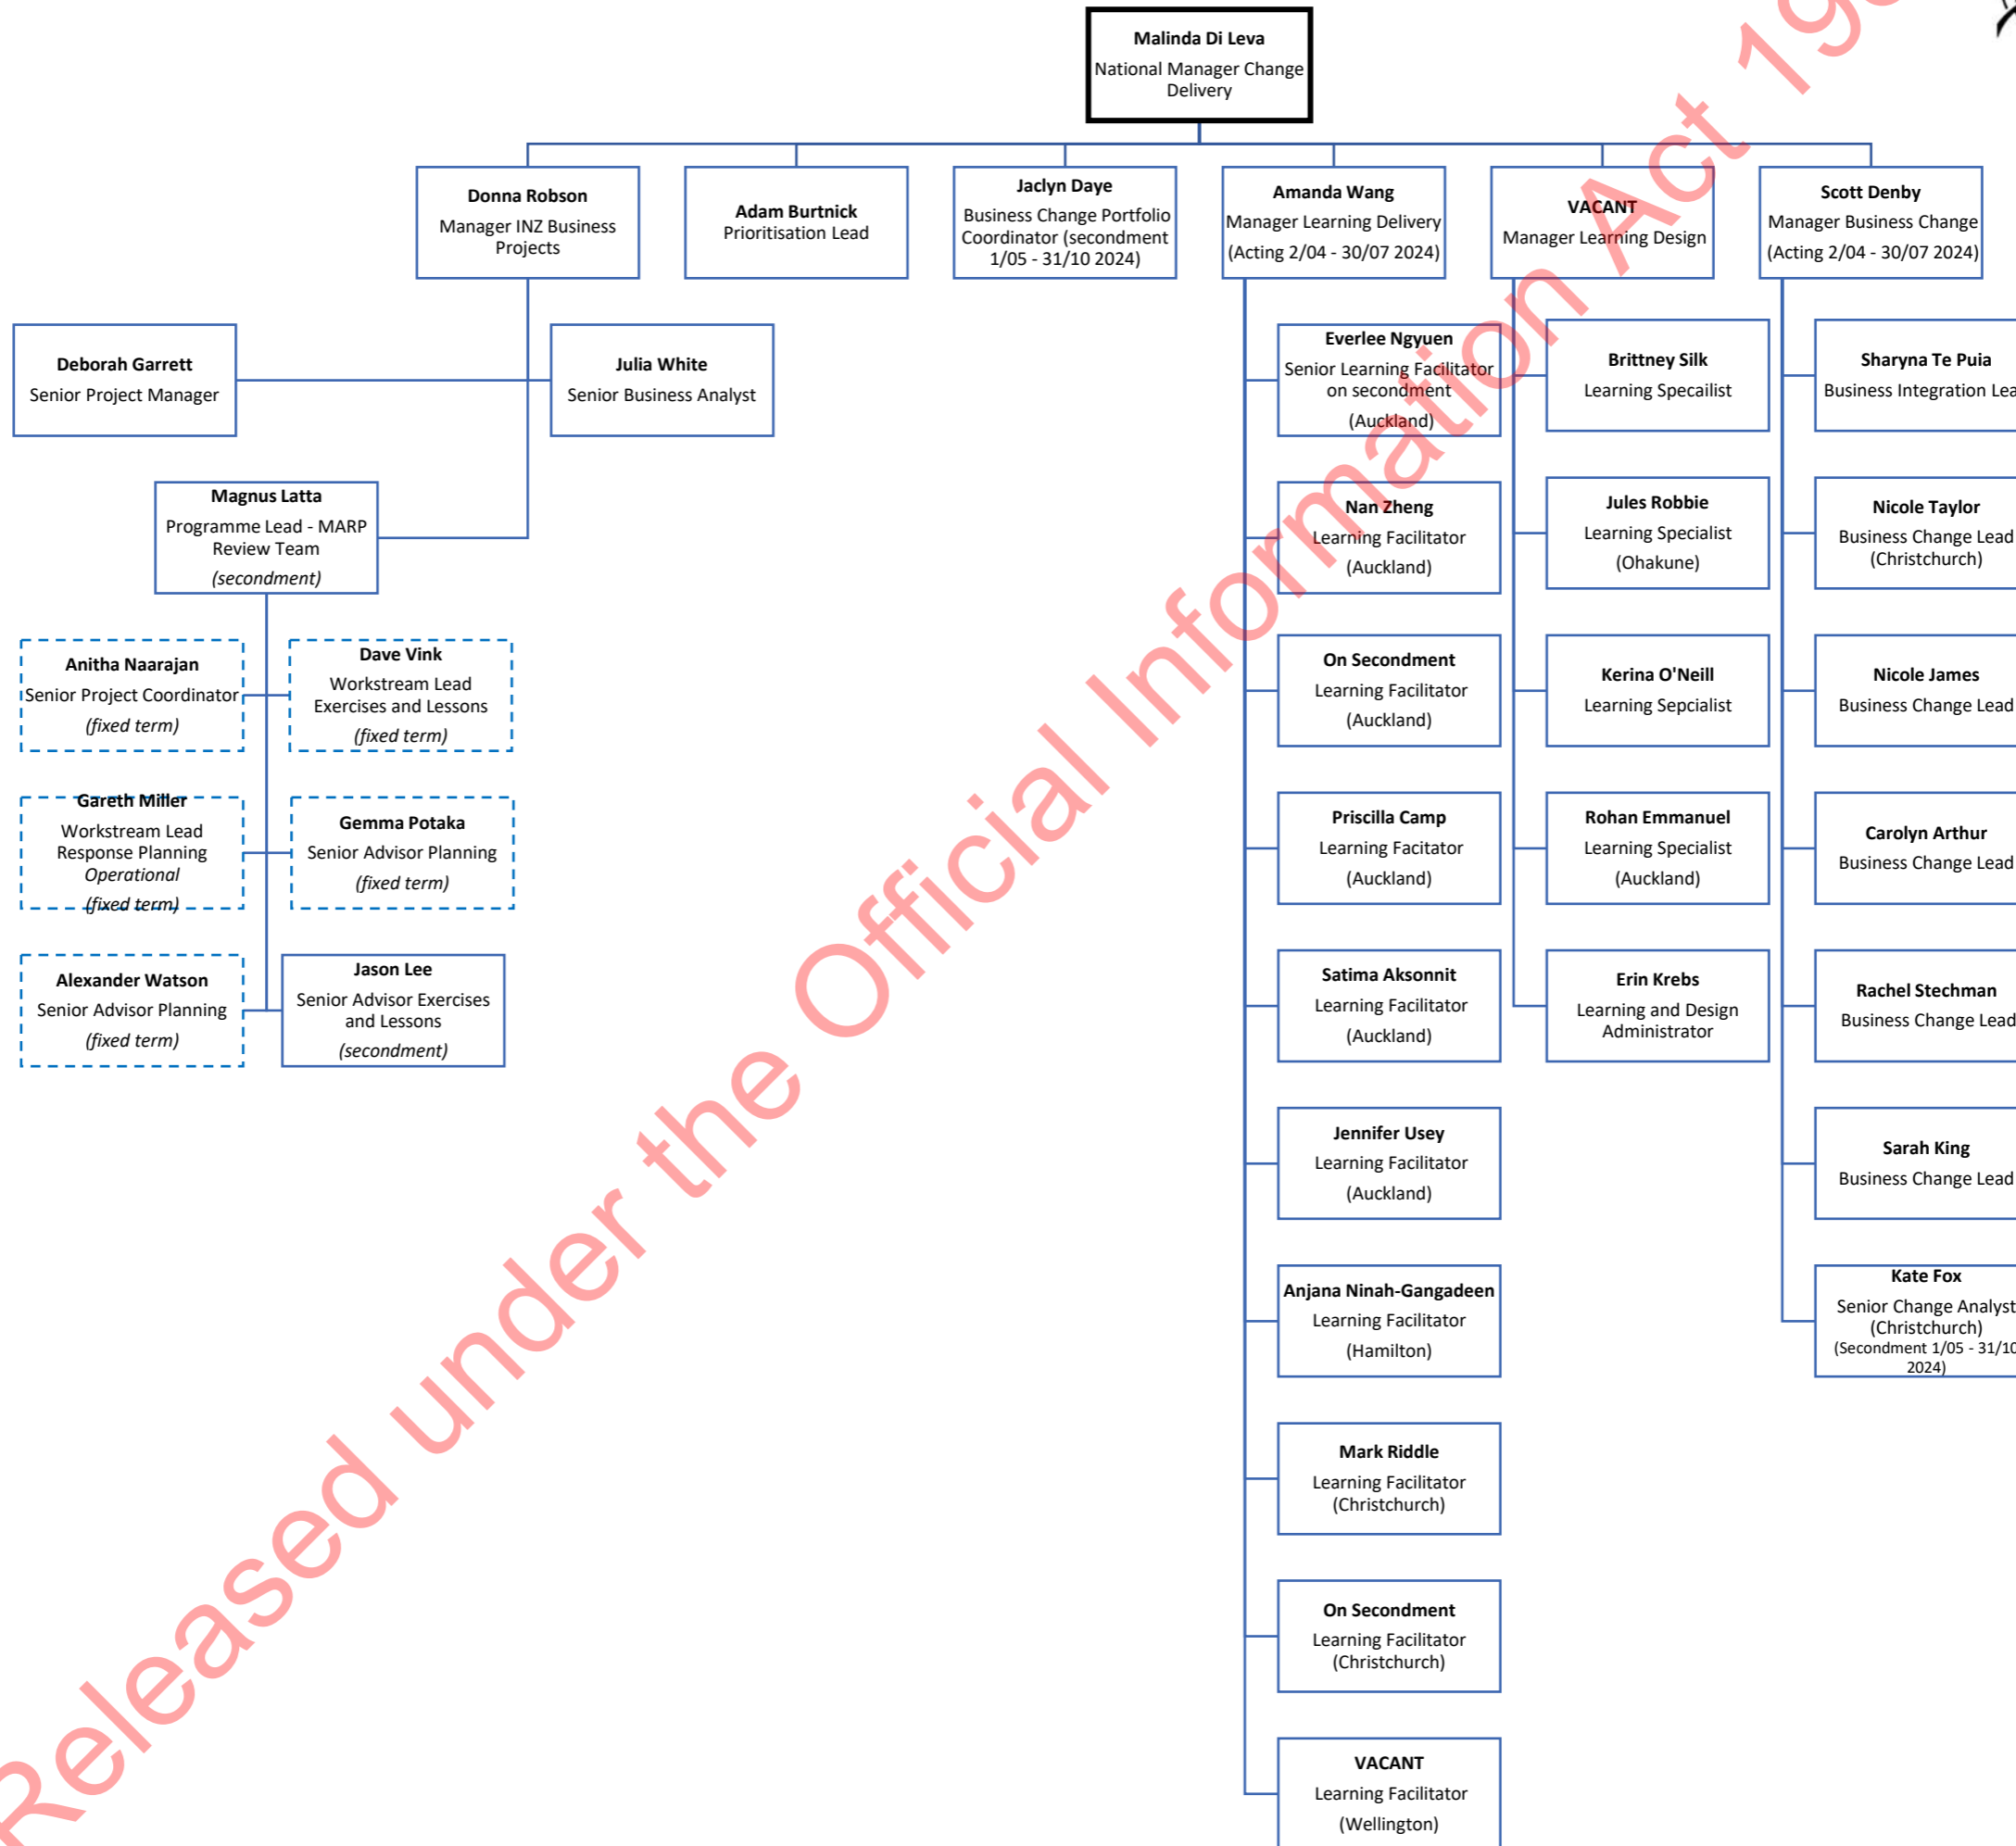 Malinda Di Leva
National Manager Change
Delivery
Donna Robson
Manager INZ Business
Projects
Adam Burtnick
Prioritisation Lead
Jaclyn Daye
Business Change Portfolio
Coordinator (secondment
1/05 - 31/10 2024)
Amanda Wang
Manager Learning Delivery
(Acting 2/04 - 30/07 2024)
VACANT
Manager Learning Design
Scott Denby
Manager Business Change
(Acting 2/04 - 30/07 2024)
Deborah Garrett
Senior Project Manager
Julia White
Senior Business Analyst
Magnus Latta
Programme Lead - MARP
Review Team
(secondment)
Anitha Naarajan
Senior Project Coordinator
(fixed term)
Dave Vink
Workstream Lead
Exercises and Lessons
(fixed term)
Gareth Miller
Workstream Lead
Response Planning
Operational
(fixed term)
Gemma Potaka
Senior Advisor Planning
(fixed term)
Alexander Watson
Senior Advisor Planning
(fixed term)
Jason Lee
Senior Advisor Exercises
and Lessons
(secondment)
Everlee Ngyuen
Senior Learning Facilitator
on secondment
(Auckland)
Nan Zheng
Learning Facilitator
(Auckland)
On Secondment
Learning Facilitator
(Auckland)
Priscilla Camp
Learning Facitator
(Auckland)
Satima Aksonnit
Learning Facilitator
(Auckland)
Jennifer Usey
Learning Facilitator
(Auckland)
Anjana Ninah-Gangadeen
Learning Facilitator
(Hamilton)
Mark Riddle
Learning Facilitator
(Christchurch)
On Secondment
Learning Facilitator
(Christchurch)
VACANT
Learning Facilitator
(Wellington)
Brittney Silk
Learning Specailist
Jules Robbie
Learning Specialist
(Ohakune)
Kerina O'Neill
Learning Sepcialist
Rohan Emmanuel
Learning Specialist
(Auckland)
Erin Krebs
Learning and Design
Administrator
Sharyna Te Puia
Business Integration Lea
Nicole Taylor
Business Change Lead
(Christchurch)
Nicole James
Business Change Lead
Carolyn Arthur
Business Change Lead
Rachel Stechman
Business Change Lead
Sarah King
Business Change Lead
Kate Fox
Senior Change Analyst
(Christchurch)
(Secondment 1/05 - 31/10
2024)
Released under the Official Information Act 19